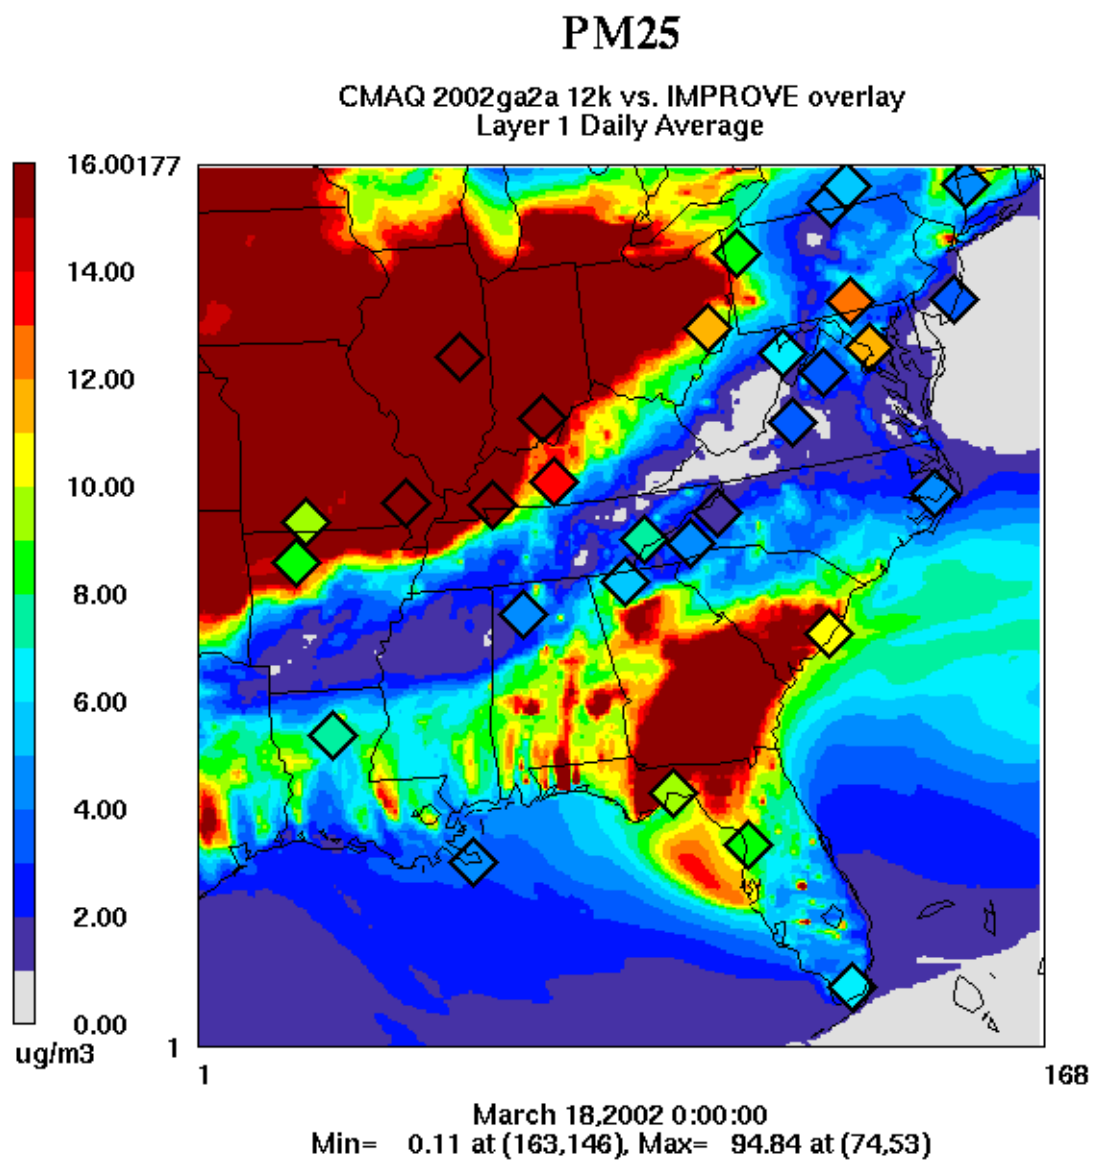 PM25
CMAQ 2002ga2a 12k vs. IMPROVE overlay
Layer 1 Daily Average
16.00
177
14.00
12.00
10.00
8.00
6.00
4.00
2.00
0.00
ug/m3
1
1
168
March 18,2002 0:00:00
Min= 0.11 at (163,146), Max= 94.84 at (74,53)